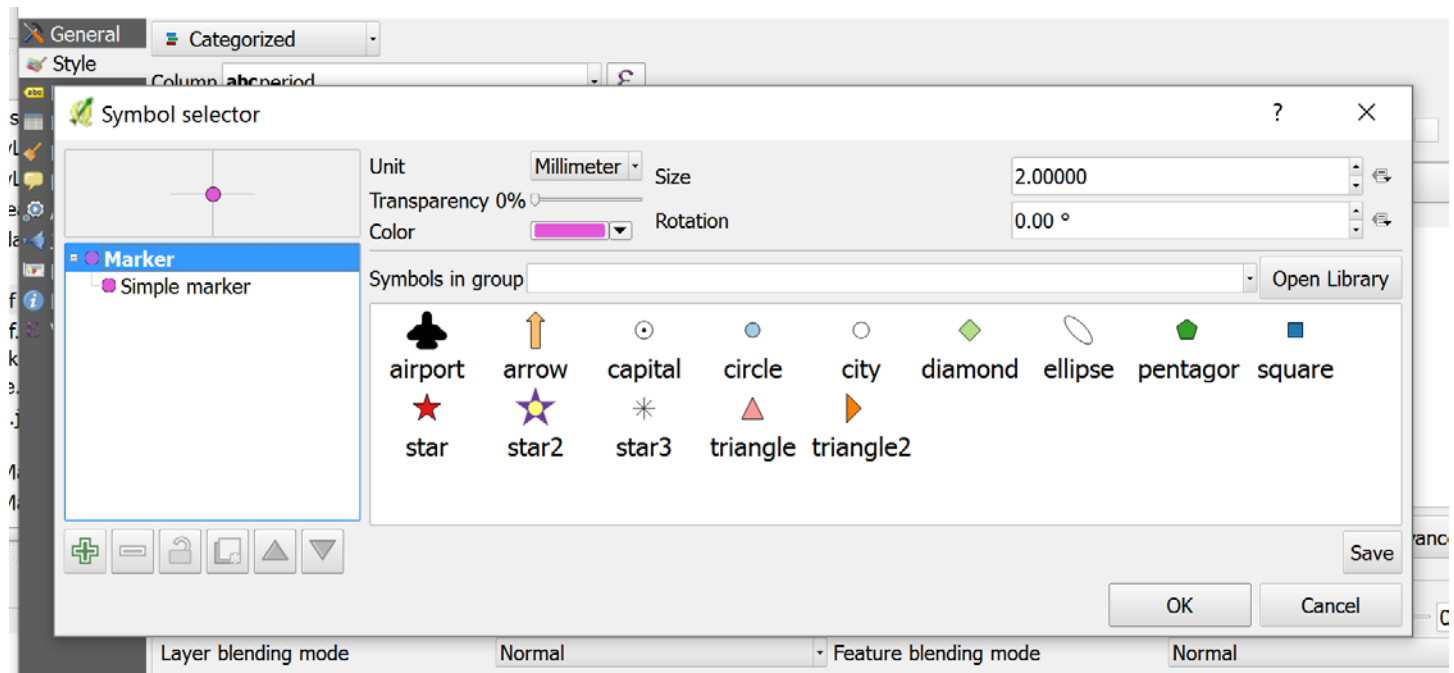 General
Categorized
Style
Column abc period
abc
Symbol selector
?
Unit
Millimeter
Size
2.00000
Transparency 0%
Rotation
0.00 °
Color
Marker
Simple marker
Symbols in group
Open Library
airport arrow capital circle city diamond ellipse pentagor square
star star2 star3 triangle triangle2
Save
OK
Cancel
Layer blending mode
Normal
Feature blending mode
Normal